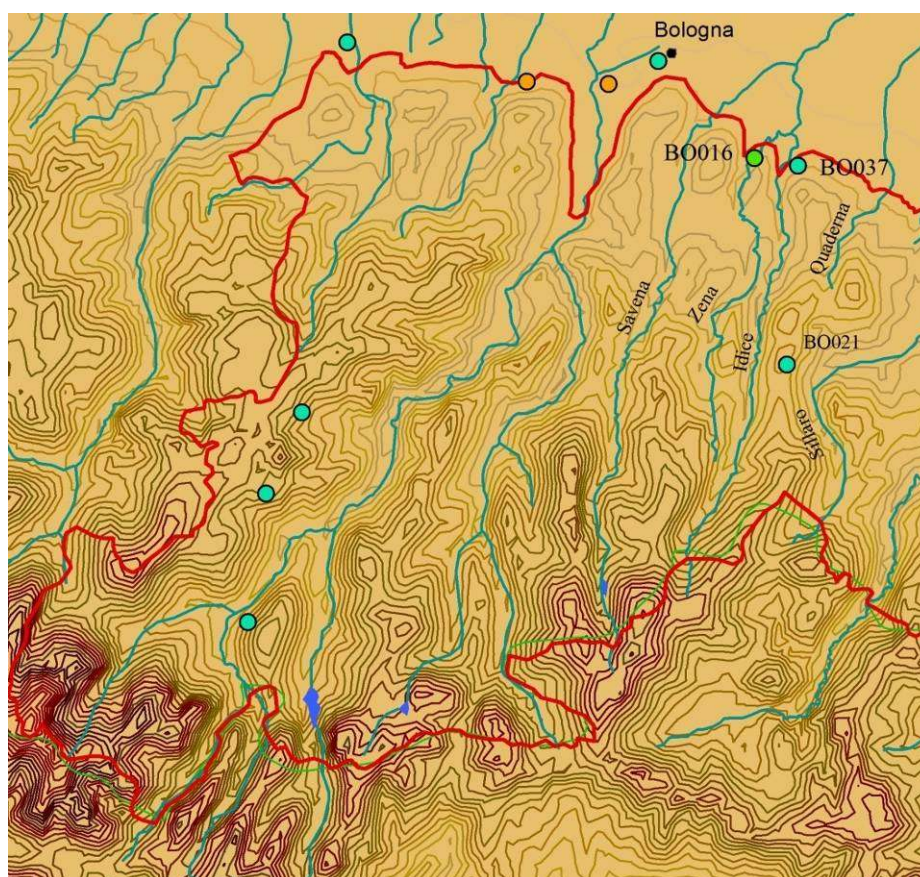 Bologna
BO016
BO037
Quaderna
Savena
Zena
Idice
BO021
Sillaro